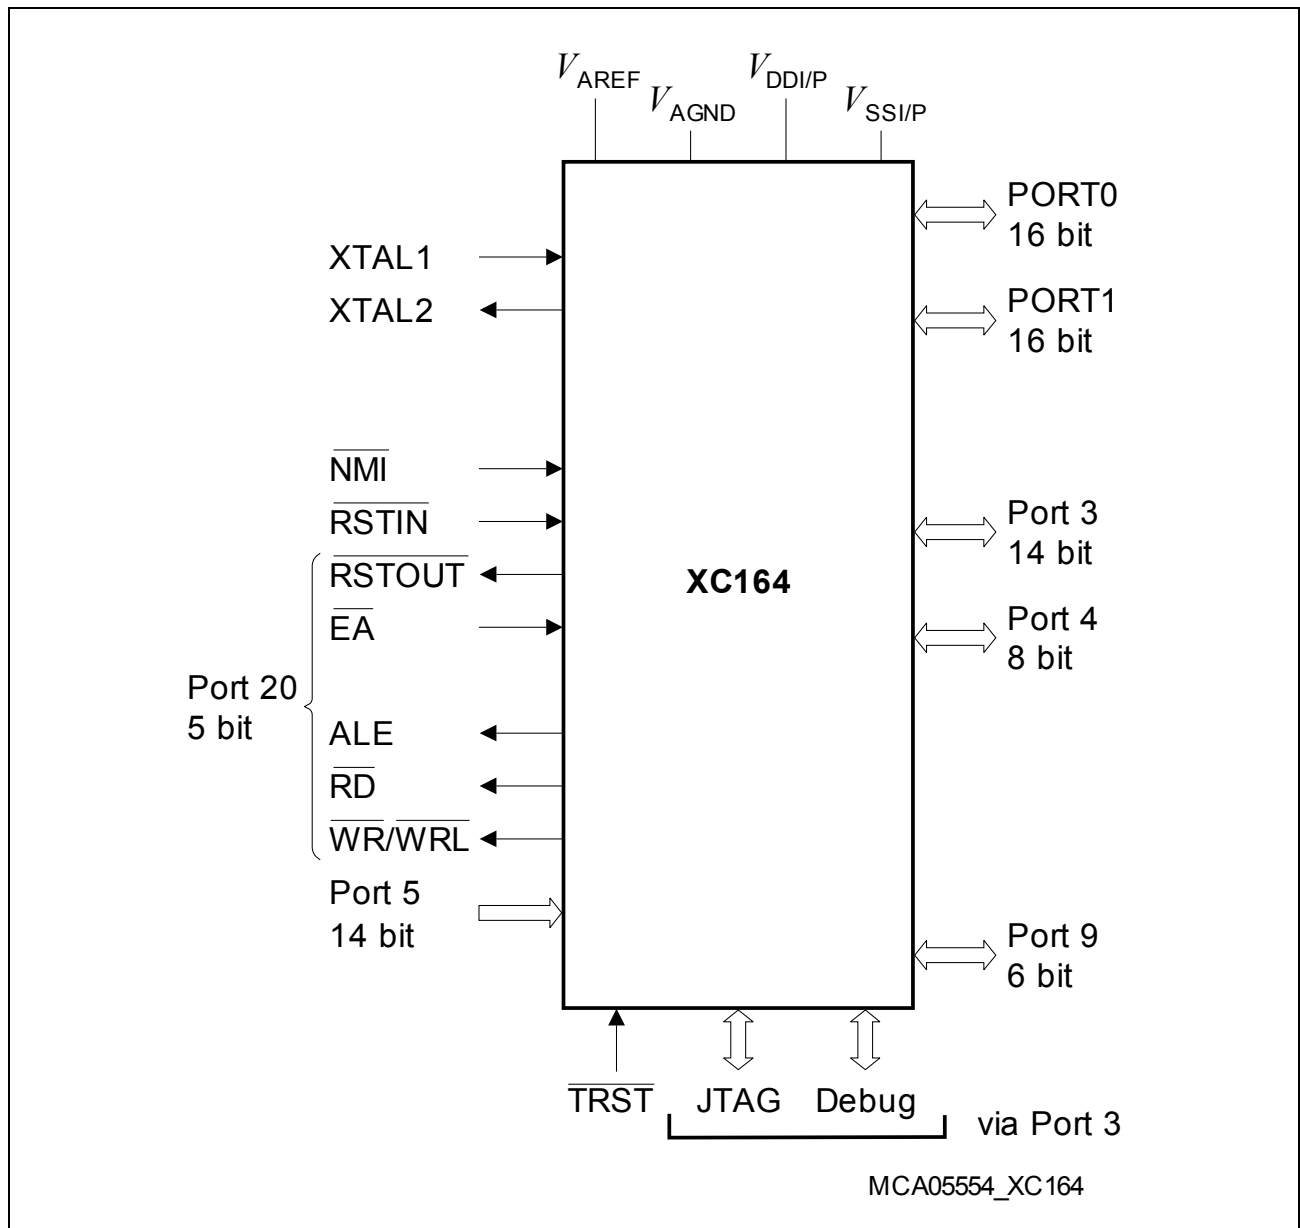 VAREF
VAGND
VDDI/P
VSSI/P
PORT0
16 bit
XTAL1
XTAL2
PORT1
16 bit
NMI
RSTIN
RSTOUT
EA
Port 3
14 bit
XC164
Port 4
8 bit
Port 20
5 bit
ALE
RD
WR/WRL
Port 5
14 bit
Port 9
6 bit
TRST
JTAG
Debug
via Port 3
MCA05554_XC164